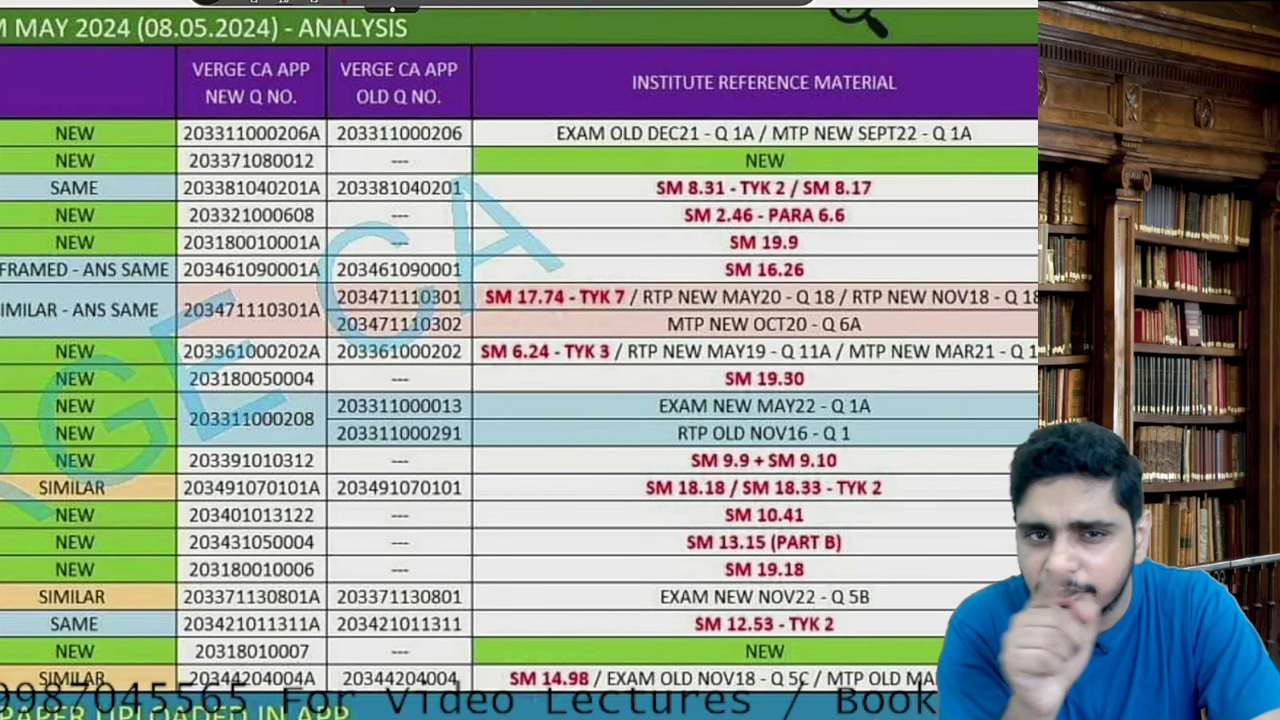 M MAY 2024 (08.05.2024) - ANALYSIS
VERGE CA APP NEW Q NO. VERGE CA APP OLD Q NO. INSTITUTE REFERENCE MATERIAL
NEW 203311000206A 203311000206 EXAM OLD DEC21 - Q 1A / MTP NEW SEPT22 - Q 1A
NEW 203371080012 --- NEW
SAME 203381040201A 203381040201 SM 8.31 - TYK 2 / SM 8.17
NEW 203321000608 --- SM 2.46 - PARA 6.6
NEW 203180010001A --- SM 19.9
FRAMED - ANS SAME 203461090001A 203461090001 SM 16.26
IMILAR - ANS SAME 203471110301A 203471110301 SM 17.74 - TYK 7 / RTP NEW MAY20 - Q 18 / RTP NEW NOV18 - Q 18
203471110302 MTP NEW OCT20 - Q 6A
NEW 203361000202A 203361000202 SM 6.24 - TYK 3 / RTP NEW MAY19 - Q 11A / MTP NEW MAR21 - Q 1
NEW 203180050004 --- SM 19.30
NEW 203311000208 203311000013 EXAM NEW MAY22 - Q 1A
NEW 203311000291 RTP OLD NOV16 - Q 1
NEW 203391010312 --- SM 9.9 + SM 9.10
SIMILAR 203491070101A 203491070101 SM 18.18 / SM 18.33 - TYK 2
NEW 203401013122 --- SM 10.41
NEW 203431050004 --- SM 13.15 (PART B)
NEW 203180010006 --- SM 19.18
SIMILAR 203371130801A 203371130801 EXAM NEW NOV22 - Q 5B
SAME 203421011311A 203421011311 SM 12.53 - TYK 2
NEW 20318010007 --- NEW
SIMILAR 20344204004A 20344204004 SM 14.98 / EXAM OLD NOV18 - Q 5C / MTP OLD MA
9987045565 For Video Lectures / Book
PAPER UPLOADED IN APP
RGE CA